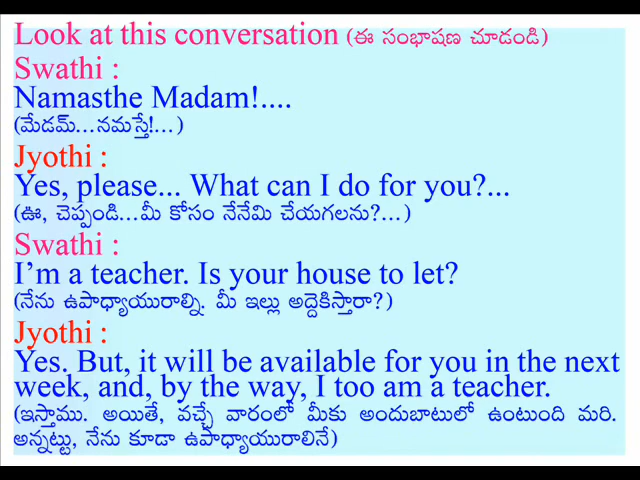 Look at this conversation (ఈ సంభాషణ చూడండి)
Swathi :
Namasthe Madam!....
(మేడమ్...నమస్తే!...)
Jyothi :
Yes, please... What can I do for you?...
(ఊ, చెప్పండి...మీ కోసం నేనేమి చేయగలను?...)
Swathi :
I'm a teacher. Is your house to let?
(నేను ఉపాధ్యాయురాల్ని. మీ ఇల్లు అద్దెకిస్తారా?)
Jyothi :
Yes. But, it will be available for you in the next
week, and, by the way, I too am a teacher.
(ఇస్తాము. అయితే, వచ్చే వారంలో మీకు అందుబాటులో ఉంటుంది మరి.
అన్నట్టు, నేను కూడా ఉపాధ్యాయురాలినే)